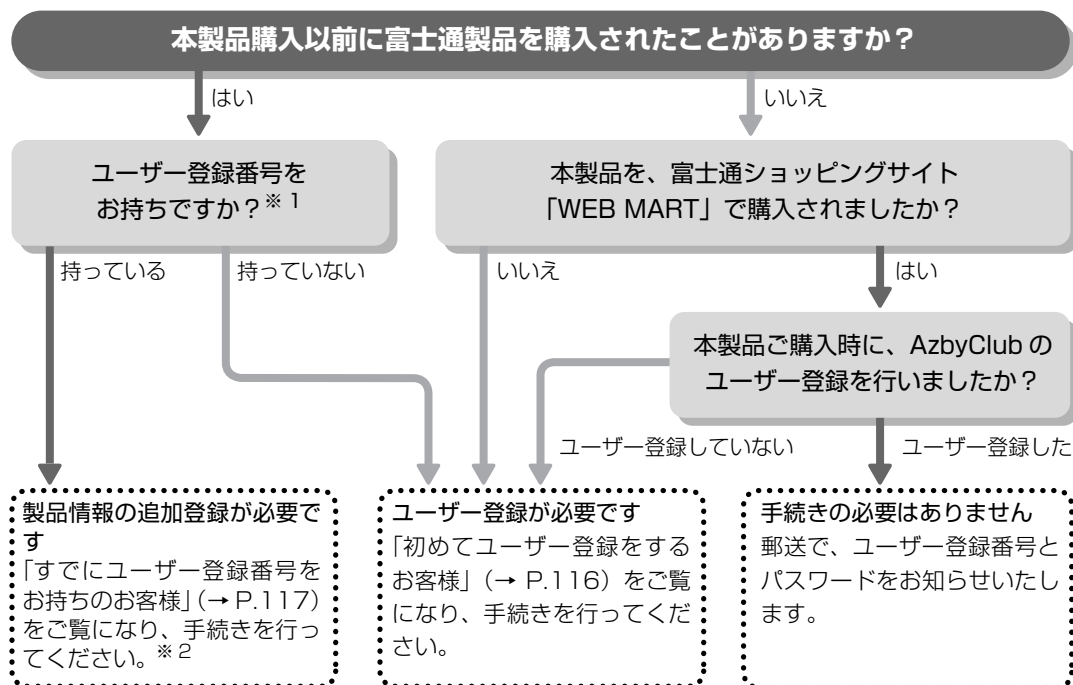 本製品購入以前に富士通製品を購入されたことがありますか？
はい
いいえ
ユーザー登録番号を
お持ちですか？※1
本製品を、富士通ショッピングサイト
「WEB MART」で購入されましたか？
持っている
持っていない
いいえ
はい
本製品ご購入時に、AzbyClub の
ユーザー登録を行いましたか？
ユーザー登録していない
ユーザー登録した
製品情報の追加登録が必要で
す
「すでにユーザー登録番号を
お持ちのお客様」（→ P.117）
をご覧になり、手続きを行っ
てください。※2
ユーザー登録が必要です
「初めてユーザー登録をする
お客様」（→ P.116）をご覧
になり、手続きを行ってくだ
さい。
手続きの必要はありません
郵送で、ユーザー登録番号と
パスワードをお知らせいたし
ます。